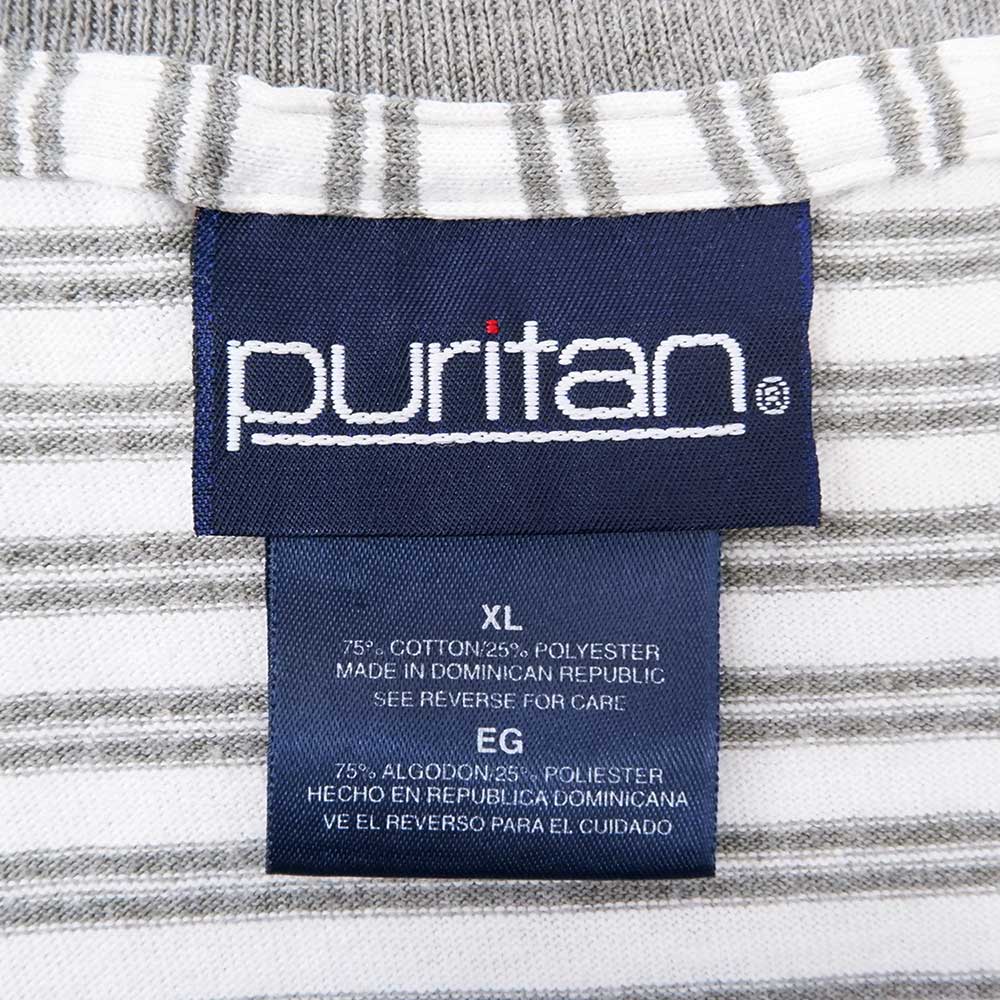 puritan®
XL
75% COTTON/25% POLYESTER
MADE IN DOMINICAN REPUBLIC
SEE REVERSE FOR CARE
EG
75% ALGODON/25% POLIESTER
HECHO EN REPUBLICA DOMINICANA
VE EL REVERSO PARA EL CUIDADO